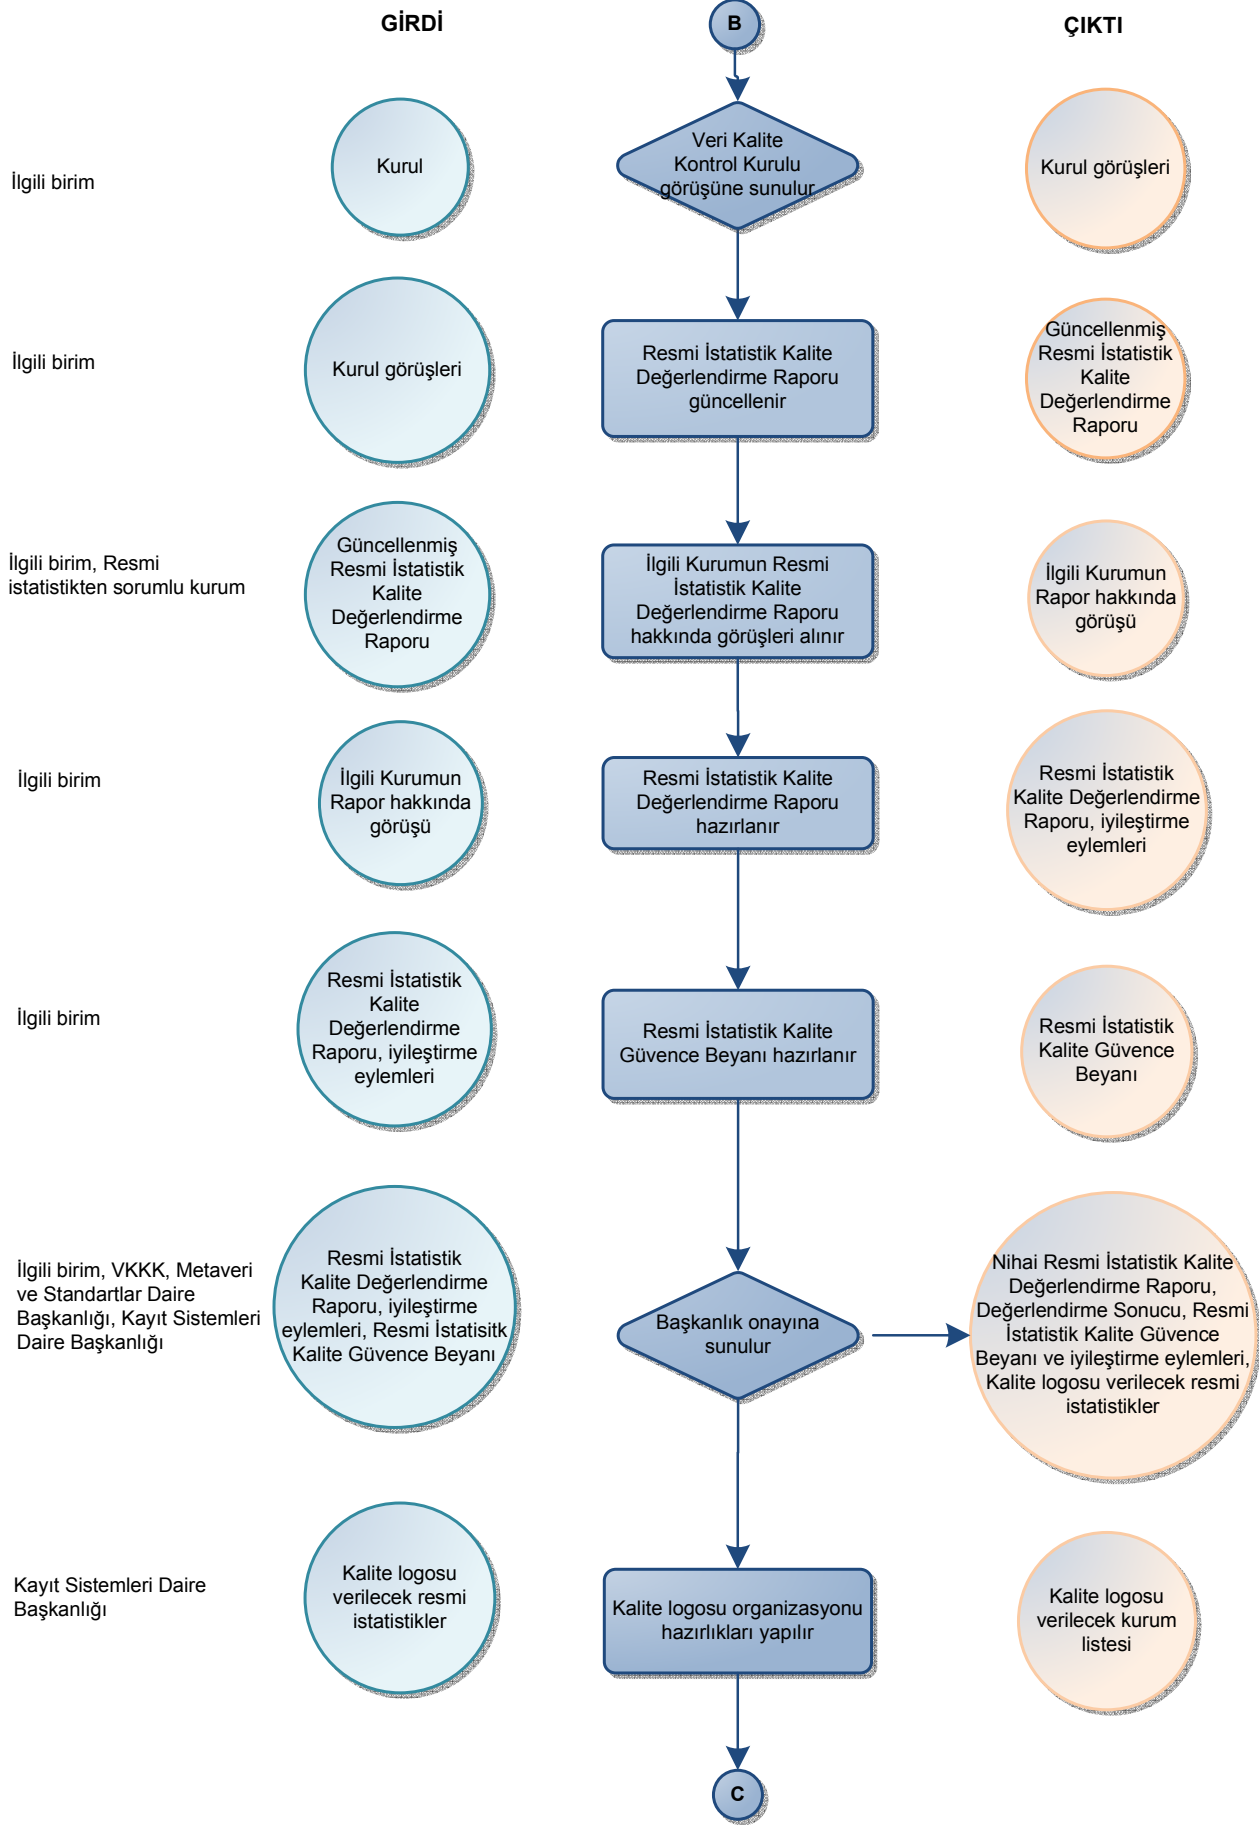 GİRDİ
B
ÇIKTI
İlgili birim
Kurul
Veri Kalite
Kontrol Kurulu
görüşüne sunulur
Kurul görüşleri
İlgili birim
Kurul görüşleri
Resmi İstatistik Kalite
Değerlendirme Raporu
güncellenir
Güncellenmiş
Resmi İstatistik
Kalite
Değerlendirme
Raporu
İlgili birim, Resmi
istatistikten sorumlu kurum
Güncellenmiş
Resmi İstatistik
Kalite
Değerlendirme
Raporu
İlgili Kurumun Resmi
İstatistik Kalite
Değerlendirme Raporu
hakkında görüşleri alınır
İlgili Kurumun
Rapor hakkında
görüşü
İlgili birim
İlgili Kurumun
Rapor hakkında
görüşü
Resmi İstatistik Kalite
Değerlendirme Raporu
hazırlanır
Resmi İstatistik
Kalite Değerlendirme
Raporu, iyileştirme
eylemleri
İlgili birim
Resmi İstatistik
Kalite
Değerlendirme
Raporu, iyileştirme
eylemleri
Resmi İstatistik Kalite
Güvence Beyanı hazırlanır
Resmi İstatistik
Kalite Güvence
Beyanı
İlgili birim, VKKK, Metaveri
ve Standartlar Daire
Başkanlığı, Kayıt Sistemleri
Daire Başkanlığı
Resmi İstatistik
Kalite Değerlendirme
Raporu, iyileştirme
eylemleri, Resmi İstatisitk
Kalite Güvence Beyanı
Başkanlık onayına
sunulur
Nihai Resmi İstatistik Kalite
Değerlendirme Raporu,
Değerlendirme Sonucu, Resmi
İstatistik Kalite Güvence
Beyanı ve iyileştirme eylemleri,
Kalite logosu verilecek resmi
istatistikler
Kayıt Sistemleri Daire
Başkanlığı
Kalite logosu
verilecek resmi
istatistikler
Kalite logosu organizasyonu
hazırlıkları yapılır
Kalite logosu
verilecek kurum
listesi
C